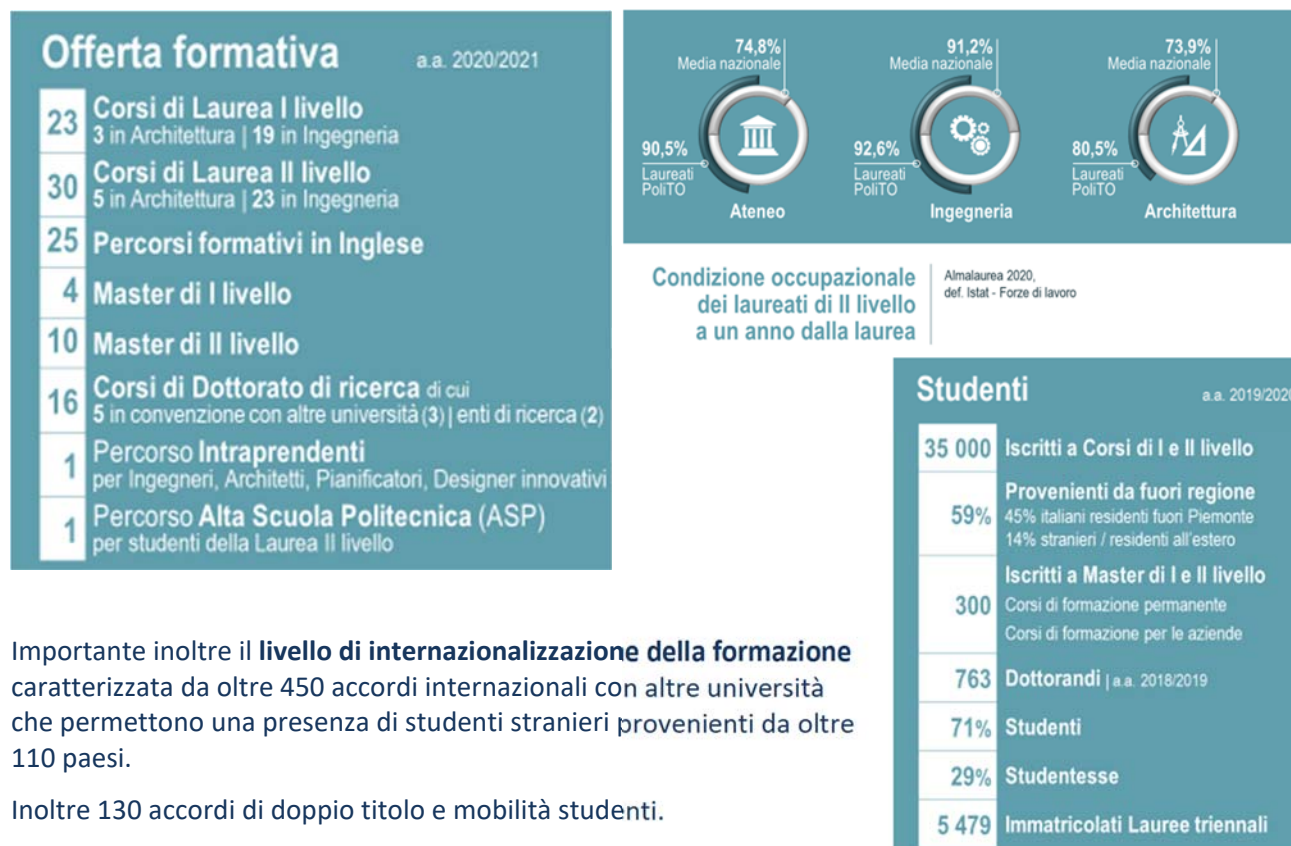 Offerta formativa a.a. 2020/2021
23 Corsi di Laurea I livello
3 in Architettura | 19 in Ingegneria
30 Corsi di Laurea II livello
5 in Architettura | 23 in Ingegneria
25 Percorsi formativi in Inglese
4 Master di I livello
10 Master di II livello
16 Corsi di Dottorato di ricerca di cui
5 in convenzione con altre università (3) | enti di ricerca (2)
1 Percorso Intraprendenti
per Ingegneri, Architetti, Pianificatori, Designer innovativi
1 Percorso Alta Scuola Politecnica (ASP)
per studenti della Laurea II livello
74,8%
Media nazionale
90,5%
Laureati
PoliTO
Ateneo
91,2%
Media nazionale
92,6%
Laureati
PoliTO
Ingegneria
73,9%
Media nazionale
80,5%
Laureati
PoliTO
Architettura
Condizione occupazionale
dei laureati di II livello
a un anno dalla laurea
Almalaurea 2020,
def. Istat - Forze di lavoro
Studenti a.a. 2019/2020
35 000 Iscritti a Corsi di I e II livello
59% Provenienti da fuori regione
45% italiani residenti fuori Piemonte
14% stranieri / residenti all'estero
300 Iscritti a Master di I e II livello
Corsi di formazione permanente
Corsi di formazione per le aziende
763 Dottorandi | a.a. 2018/2019
71% Studenti
29% Studentesse
5 479 Immatricolati Lauree triennali
Importante inoltre il livello di internazionalizzazione della formazione
caratterizzata da oltre 450 accordi internazionali con altre università
che permettono una presenza di studenti stranieri provenienti da oltre
110 paesi.
Inoltre 130 accordi di doppio titolo e mobilità studenti.